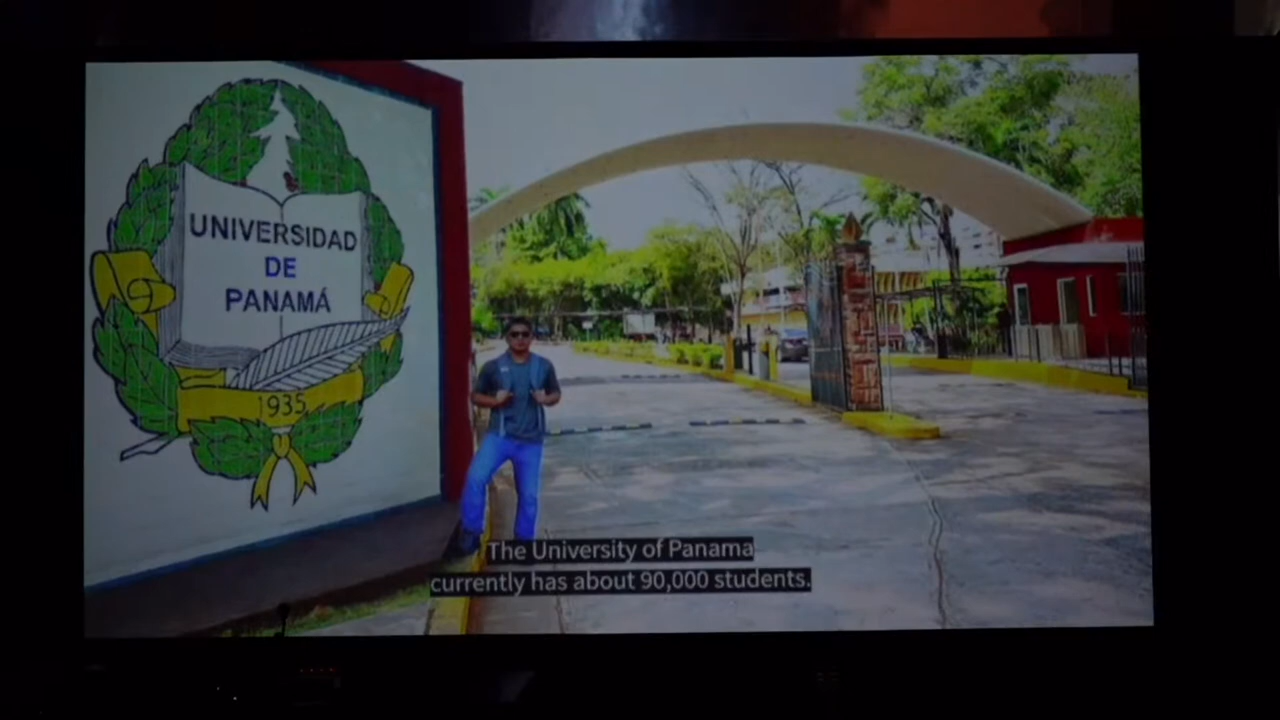 UNIVERSIDAD
DE
PANAMÁ
1935
The University of Panama
currently has about 90,000 students.